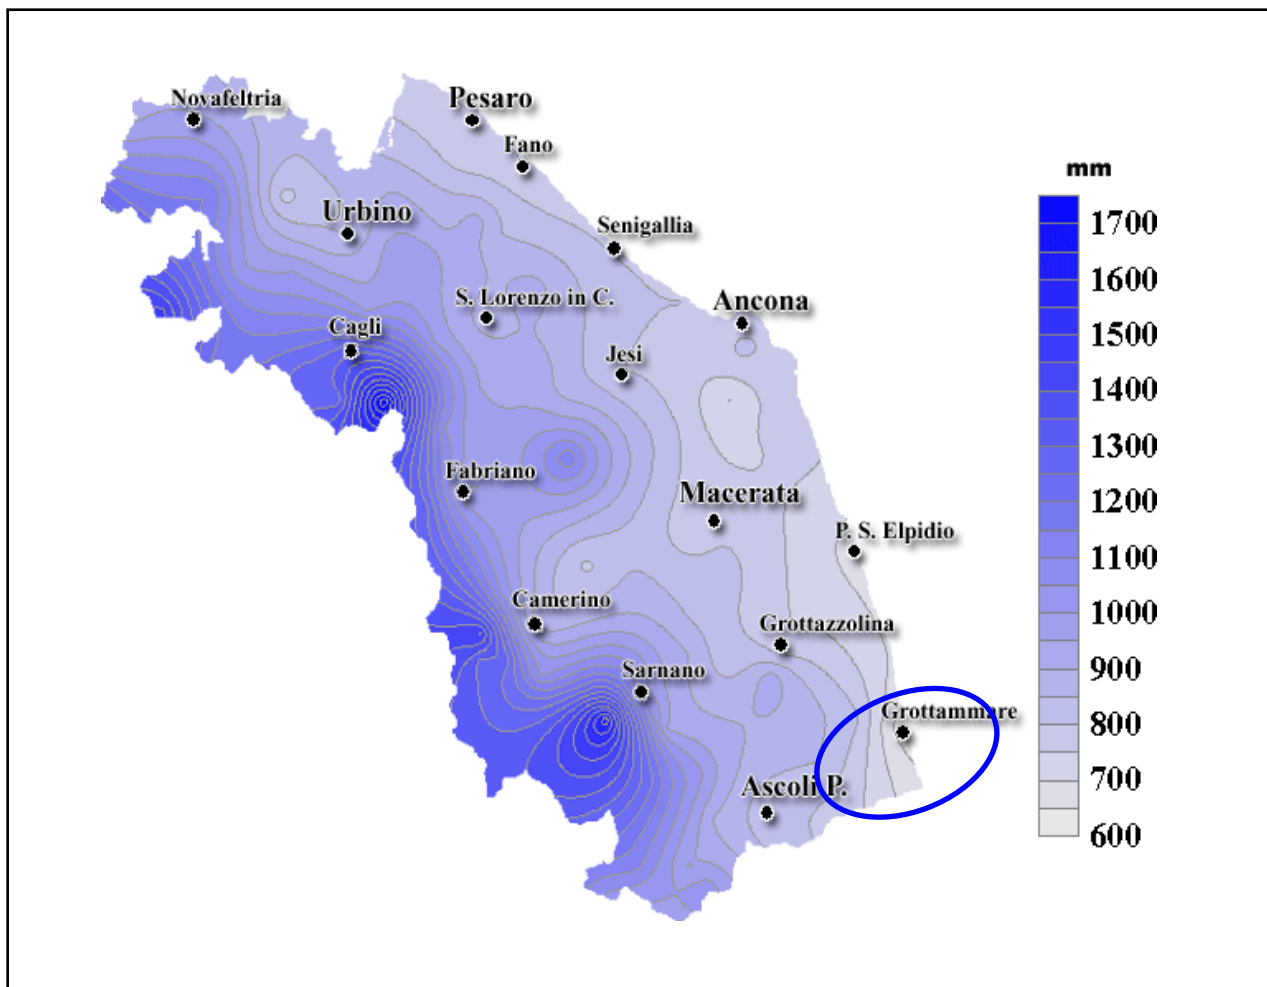 Novafeltria
Pesaro
Fano
Urbino
Senigallia
S. Lorenzo in C.
Ancona
Cagli
Jesi
Fabriano
Macerata
P. S. Elpidio
Camerino
Grottazzolina
Sarnano
Grottammare
Ascoli P.
mm
1700
1600
1500
1400
1300
1200
1100
1000
900
800
700
600